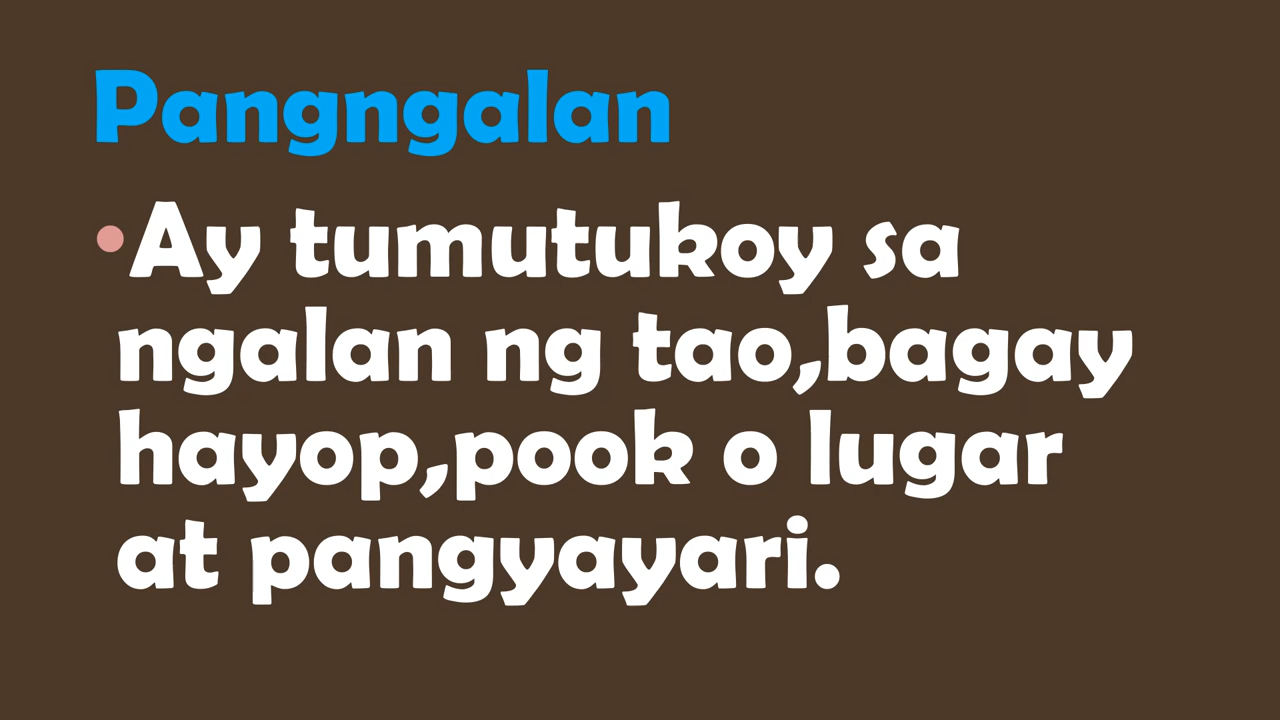 Pangngalan
•Ay tumutukoy sa
ngalan ng tao,bagay
hayop,pook o lugar
at pangyayari.